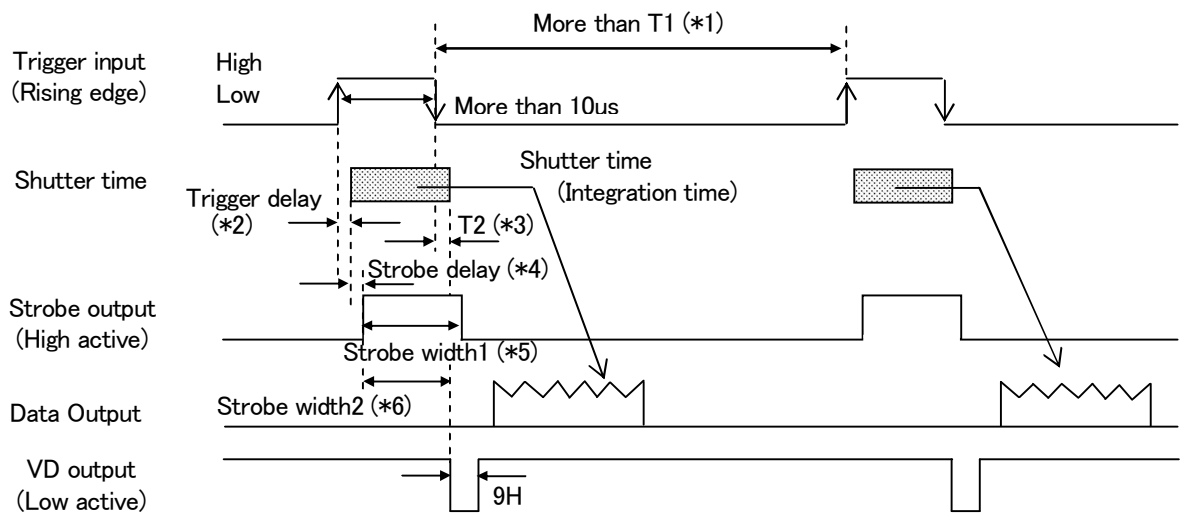 More than T1 (*1)
Trigger input
(Rising edge)
High
Low
More than 10us
Shutter time
Shutter time
(Integration time)
Trigger delay
(*2)
T2 (*3)
Strobe delay (*4)
Strobe output
(High active)
Strobe width1 (*5)
Data Output
Strobe width2 (*6)
VD output
(Low active)
9H